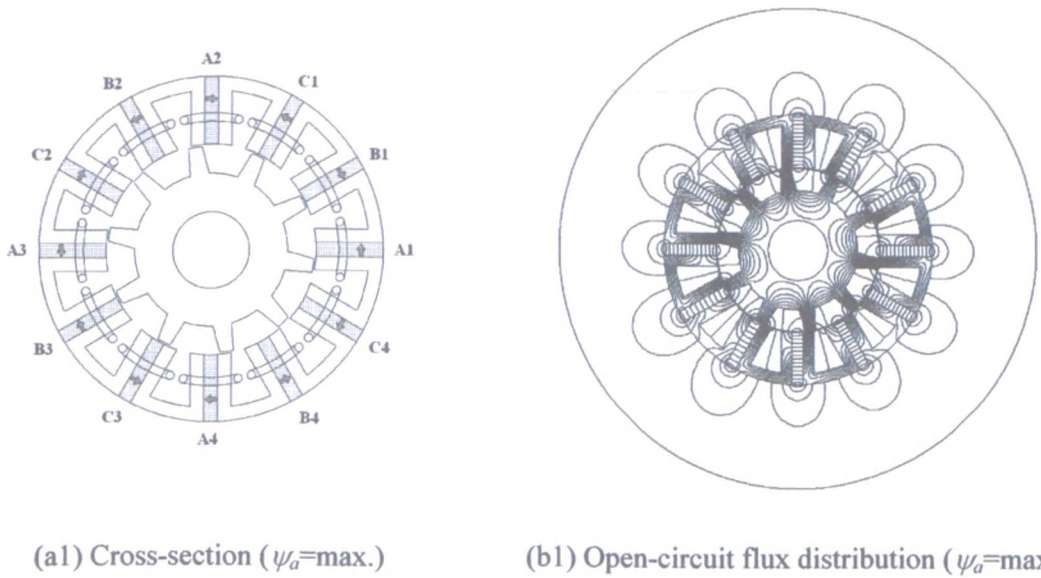 A2
B2
C1
C2
B1
A3
A1
B3
C4
C3
B4
A4
(a1) Cross-section (ψa=max.)
(b1) Open-circuit flux distribution (ψa=max